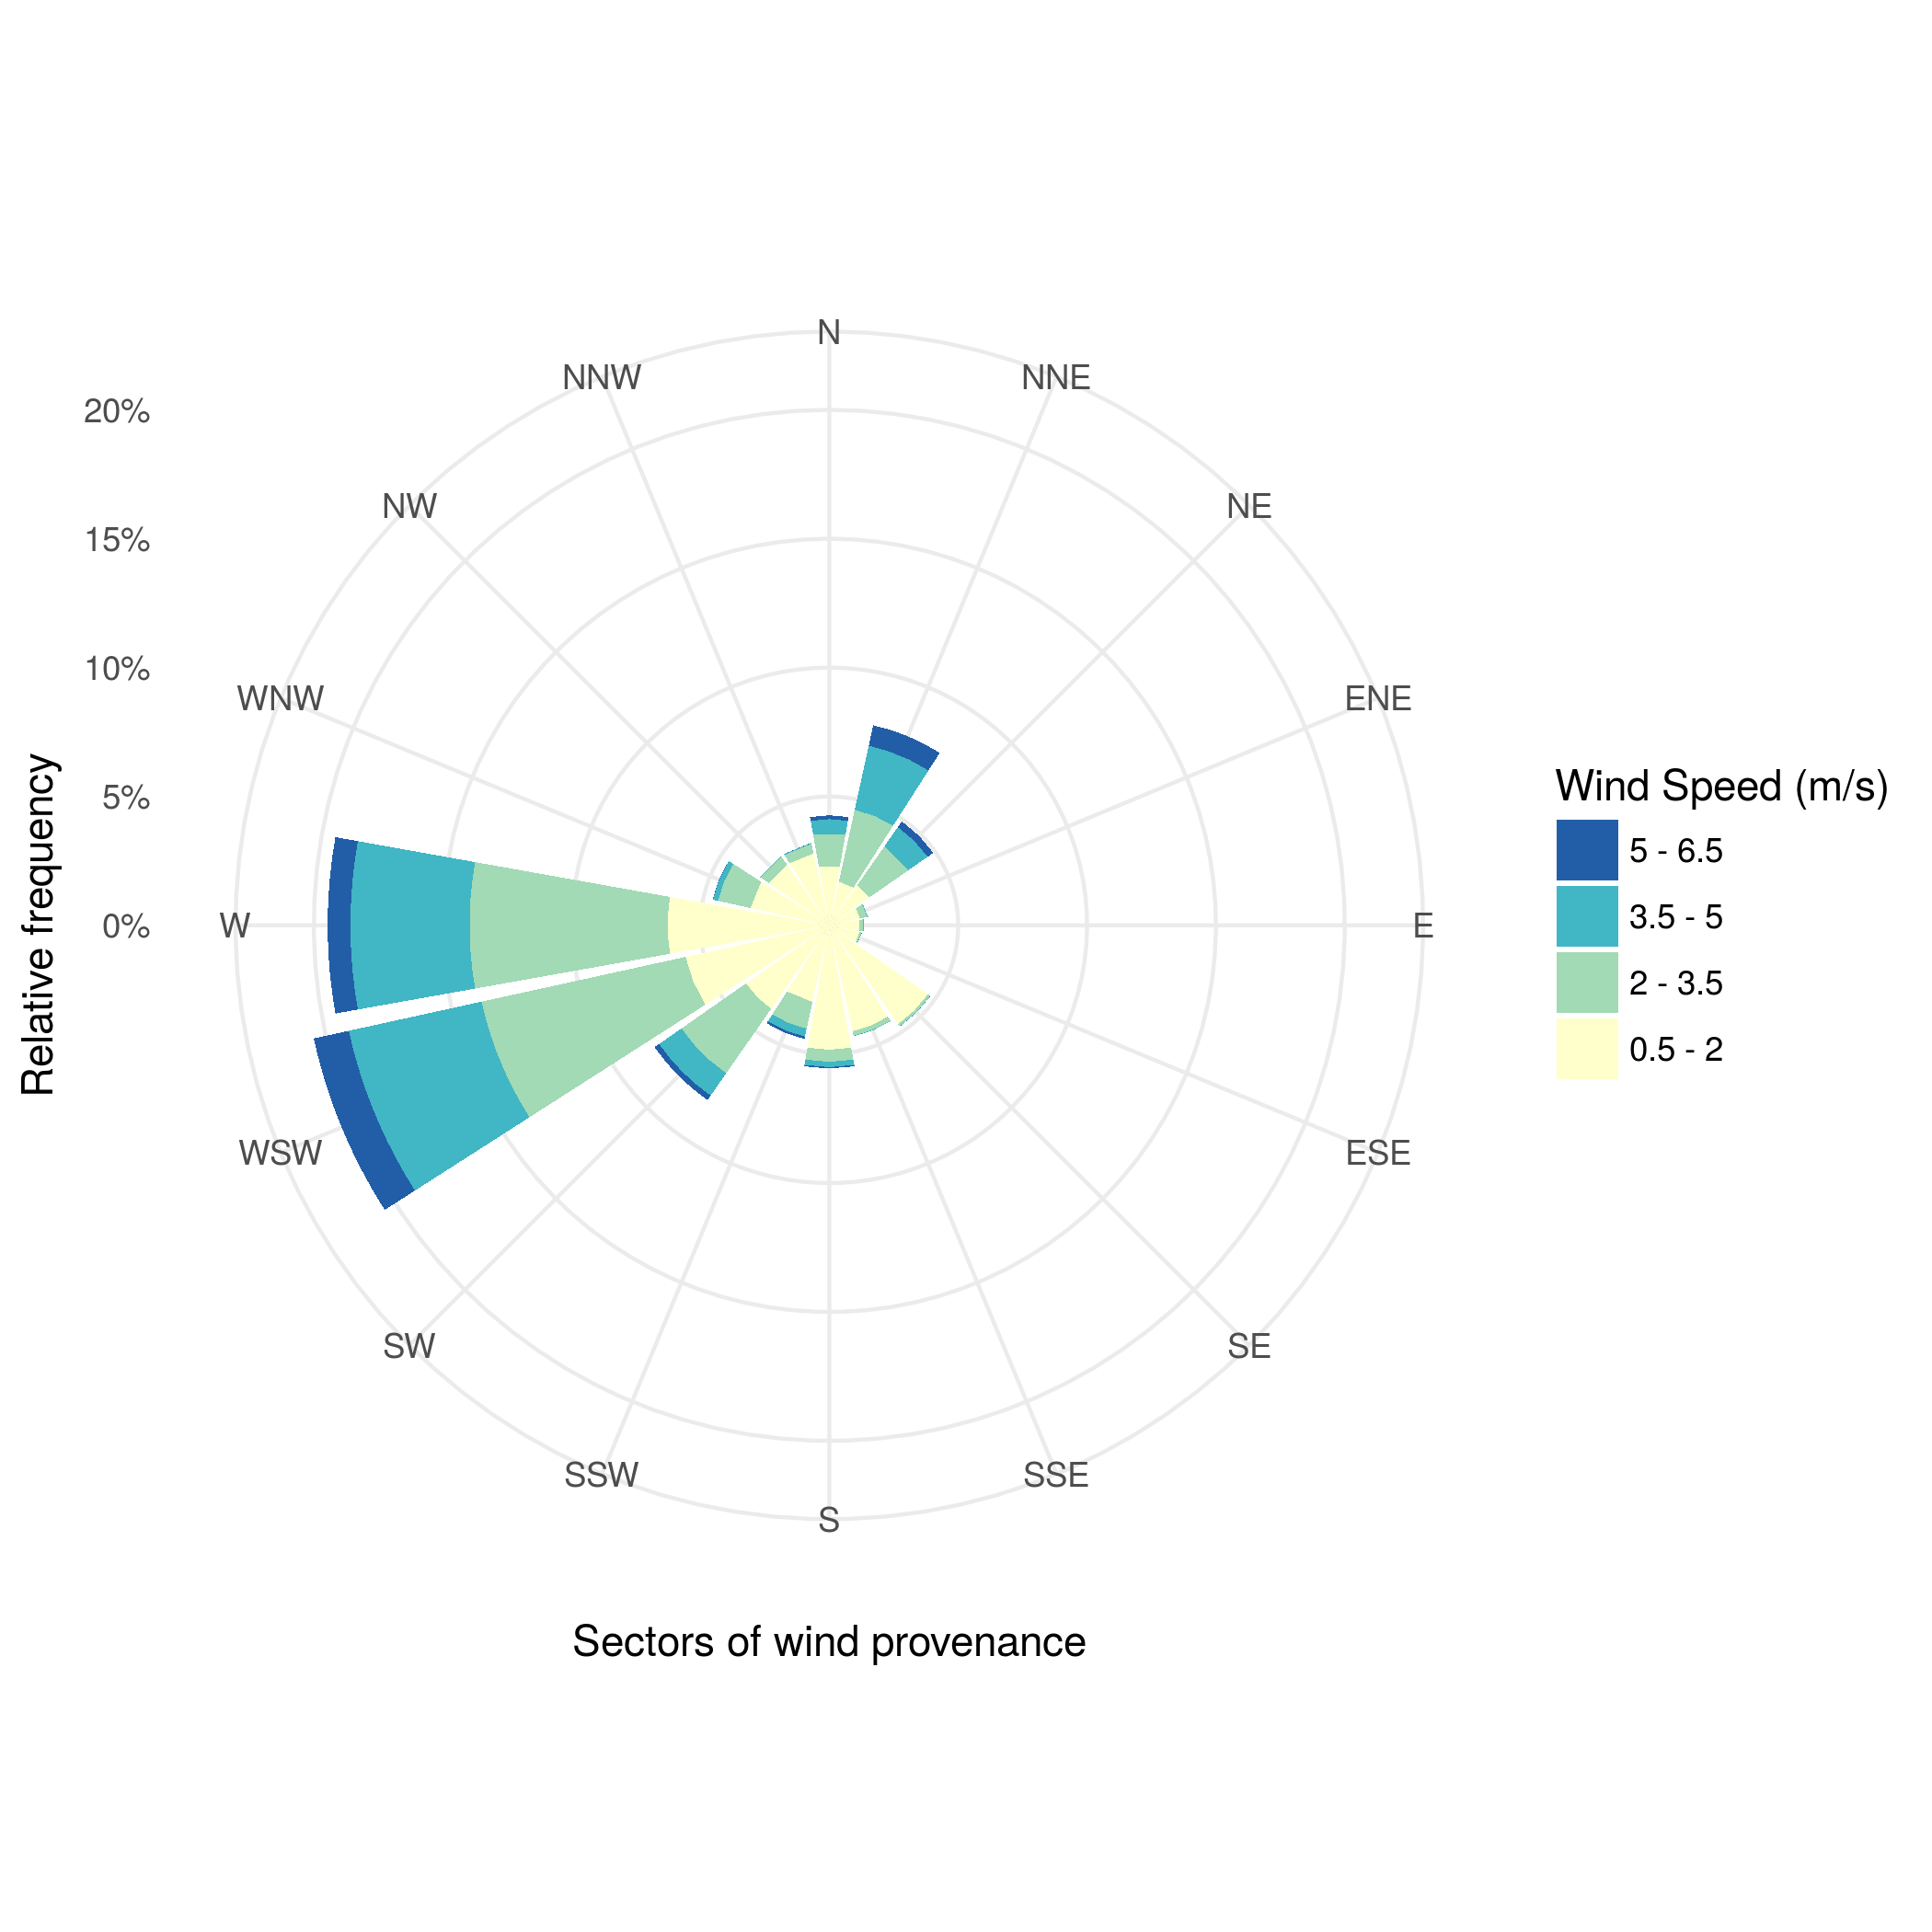 N
NNW
NNE
20%
NW
NE
15%
10%
WNW
ENE
Wind Speed (m/s)
5%
5 - 6.5
3.5 - 5
0%
W
E
2 - 3.5
Relative frequency
0.5 - 2
WSW
ESE
SW
SE
SSW
SSE
S
Sectors of wind provenance